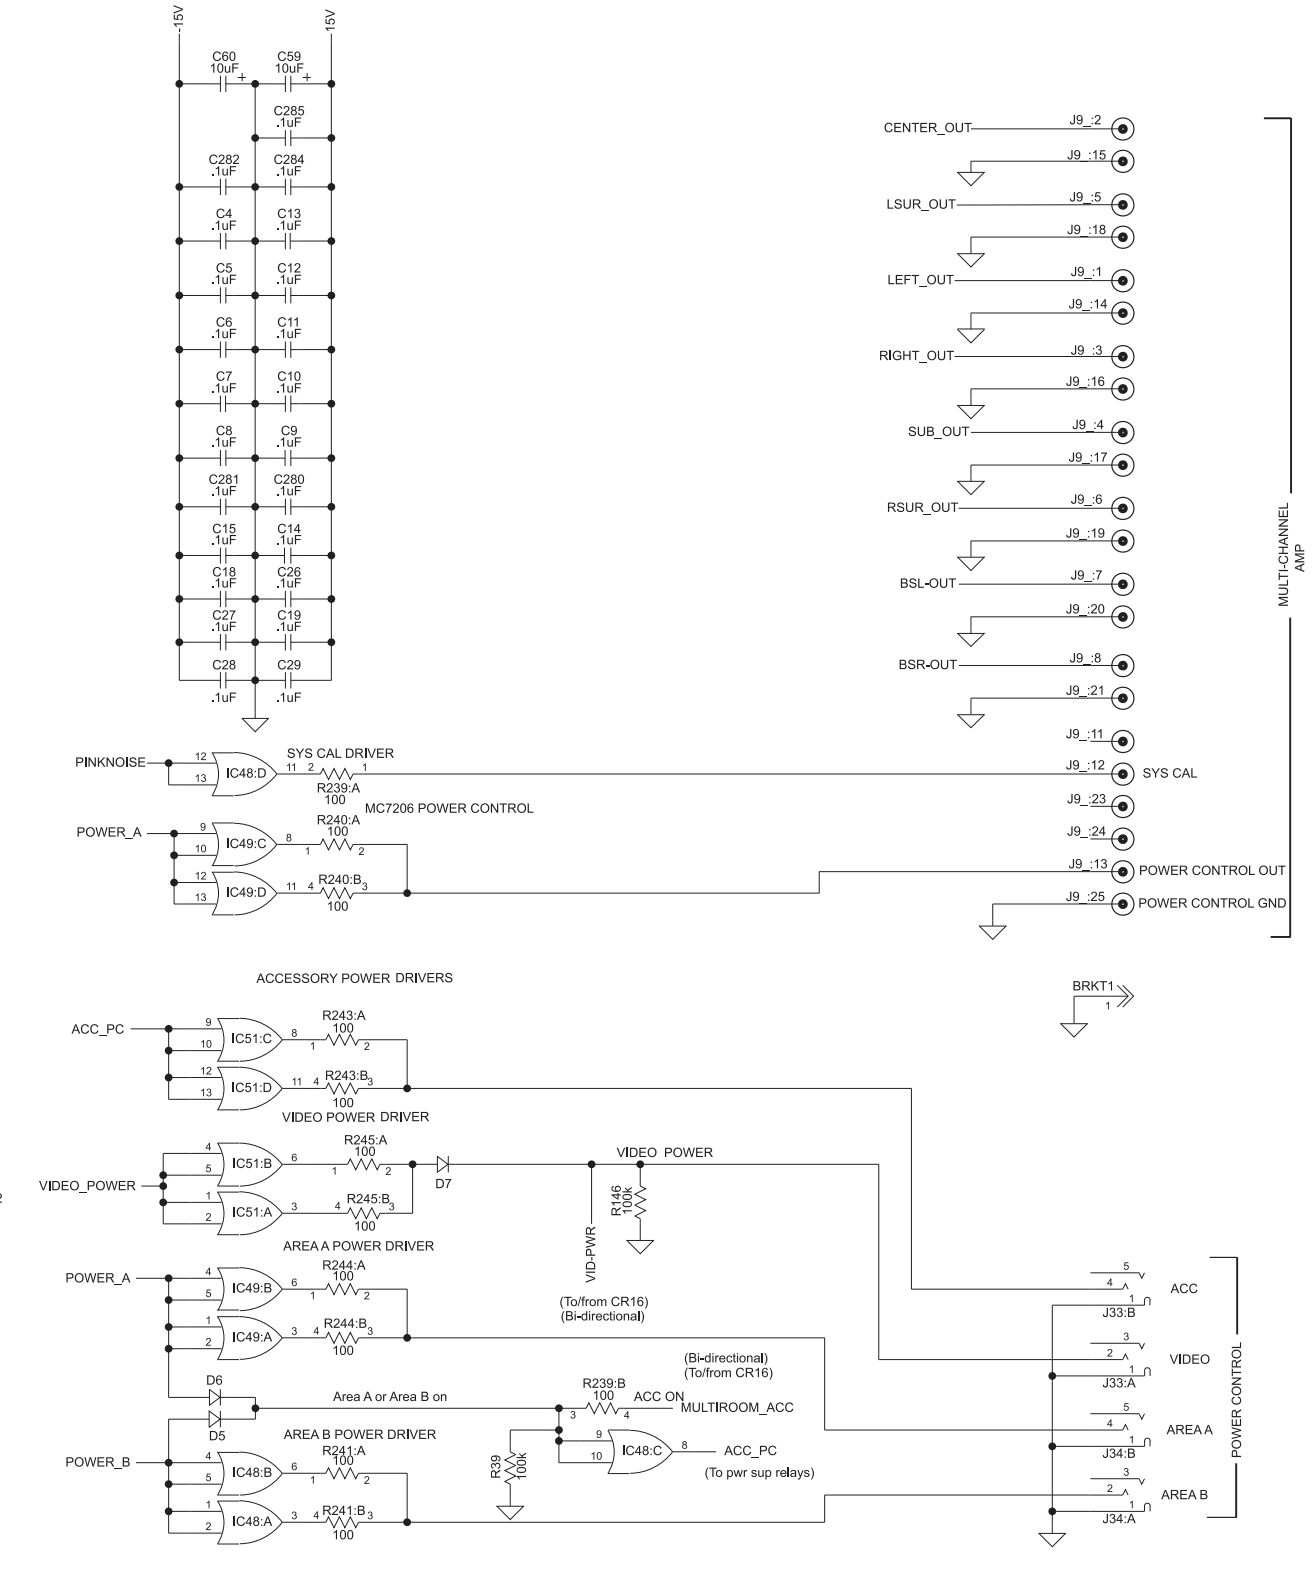 -15V
15V
C60
10uF
+
C59
10uF
+
C285
.1uF
C282
.1uF
C284
.1uF
C4
.1uF
C13
.1uF
C5
.1uF
C12
.1uF
C6
.1uF
C11
.1uF
C7
.1uF
C10
.1uF
C8
.1uF
C9
.1uF
C281
.1uF
C280
.1uF
C15
.1uF
C14
.1uF
C18
.1uF
C26
.1uF
C27
.1uF
C19
.1uF
C28
.1uF
C29
.1uF
CENTER_OUT
J9_:2
J9_:15
LSUR_OUT
J9_:5
J9_:18
LEFT_OUT
J9_:1
J9_:14
RIGHT_OUT
J9_:3
J9_:16
SUB_OUT
J9_:4
J9_:17
RSUR_OUT
J9_:6
J9_:19
BSL-OUT
J9_:7
J9_:20
BSR-OUT
J9_:8
J9_:21
J9_:11
J9_:12
SYS CAL
J9_:23
J9_:24
J9_:13
POWER CONTROL OUT
J9_:25
POWER CONTROL GND
MULTI-CHANNEL
AMP
PINKNOISE
12
13
IC48:D
11
SYS CAL DRIVER
2
1
R239:A
100
MC7206 POWER CONTROL
POWER_A
9
10
IC49:C
8
R240:A
100
1
2
12
13
IC49:D
11
4
R240:B
3
100
BRKT1
1
ACCESSORY POWER DRIVERS
ACC_PC
9
10
IC51:C
8
R243:A
100
1
2
12
13
IC51:D
11
4
R243:B
3
100
VIDEO POWER DRIVER
2
VIDEO_POWER
4
5
IC51:B
6
R245:A
100
1
2
D7
1
2
IC51:A
3
4
R245:B
3
100
VIDEO POWER
R146
100k
VID-PWR
(To/from CR16)
(Bi-directional)
AREA A POWER DRIVER
POWER_A
4
5
IC49:B
6
R244:A
100
1
2
1
2
IC49:A
3
4
R244:B
3
100
D6
D5
Area A or Area B on
(Bi-directional)
(To/from CR16)
R239:B
100
3
4
ACC ON
MULTIROOM_ACC
R39
100k
9
10
IC48:C
8
ACC_PC
(To pwr sup relays)
AREA B POWER DRIVER
POWER_B
4
5
IC48:B
6
R241:A
100
1
2
1
2
IC48:A
3
4
R241:B
3
100
5
4
1
J33:B
ACC
3
2
1
J33:A
VIDEO
5
4
1
J34:B
AREA A
3
2
1
J34:A
AREA B
POWER CONTROL